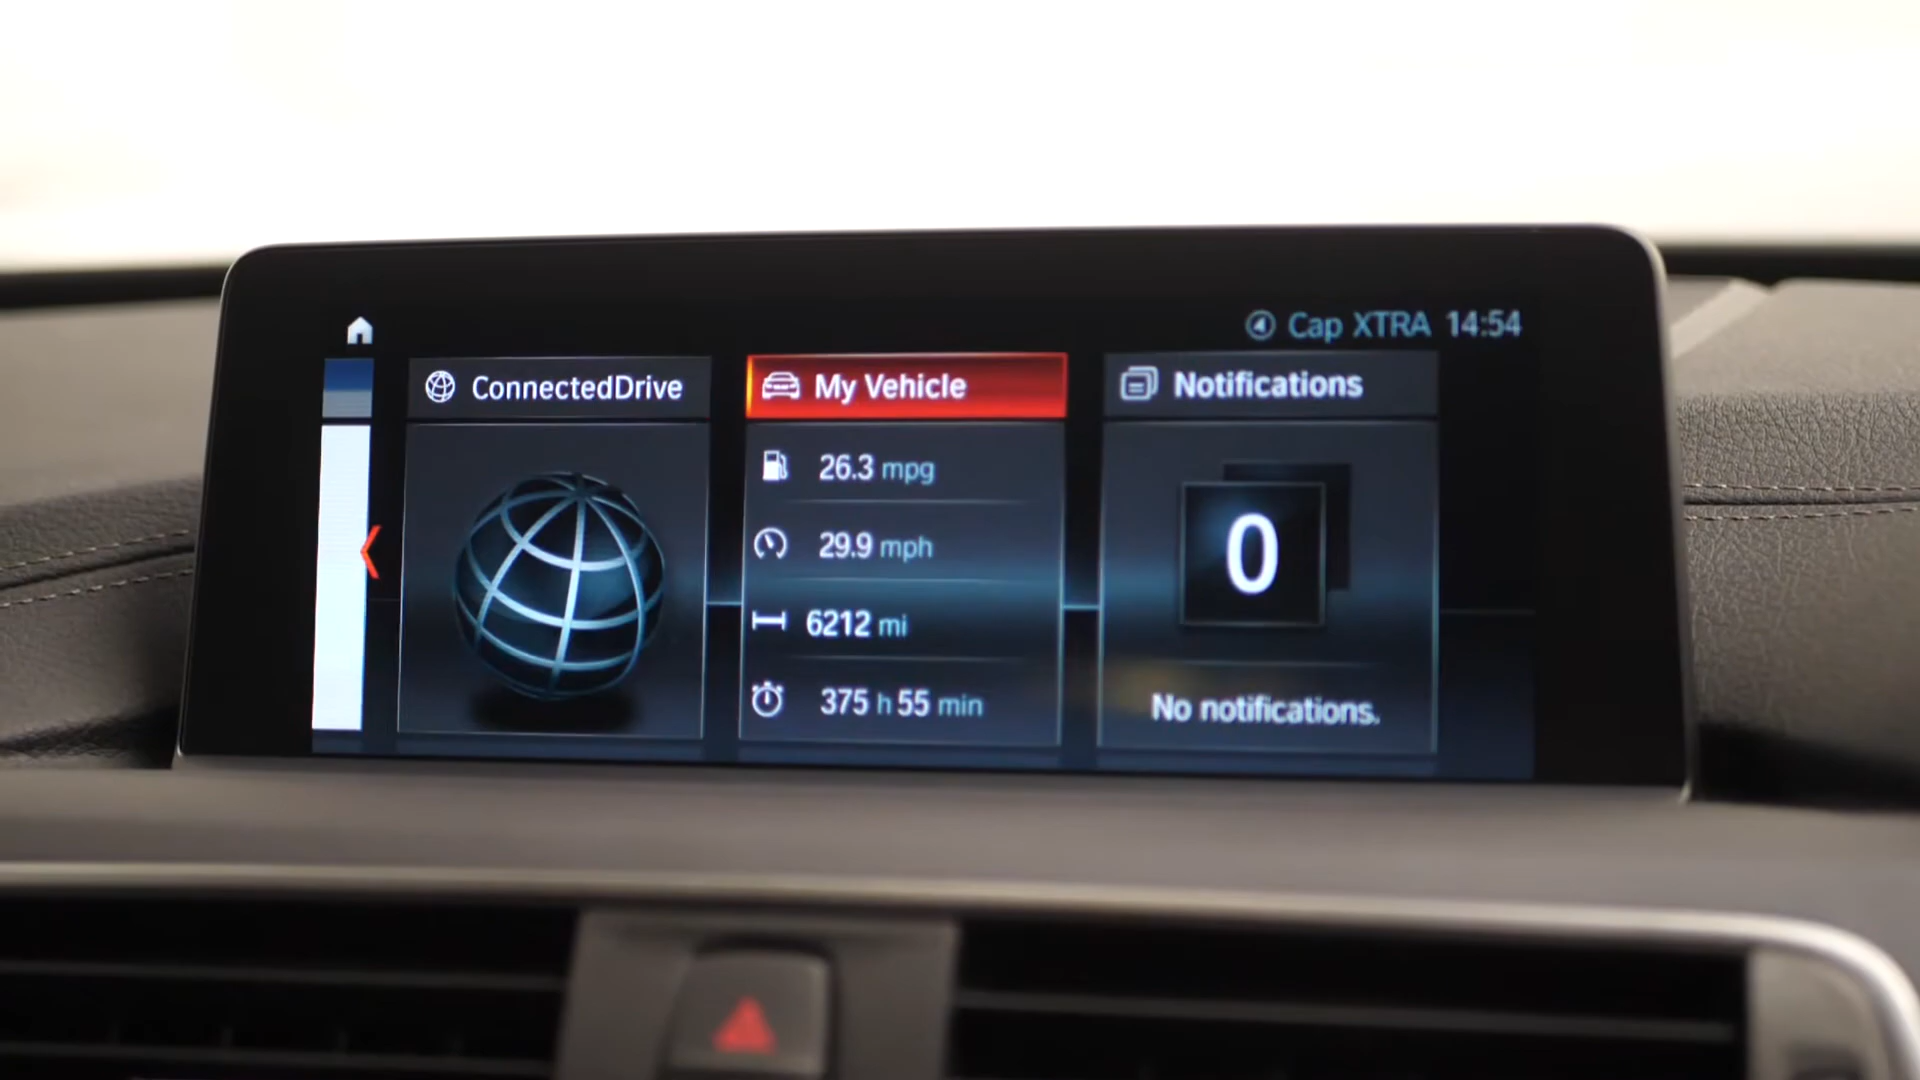 Cap XTRA 14:54
ConnectedDrive
My Vehicle
26.3 mpg
29.9 mph
6212 mi
375 h 55 min
Notifications
0
No notifications.